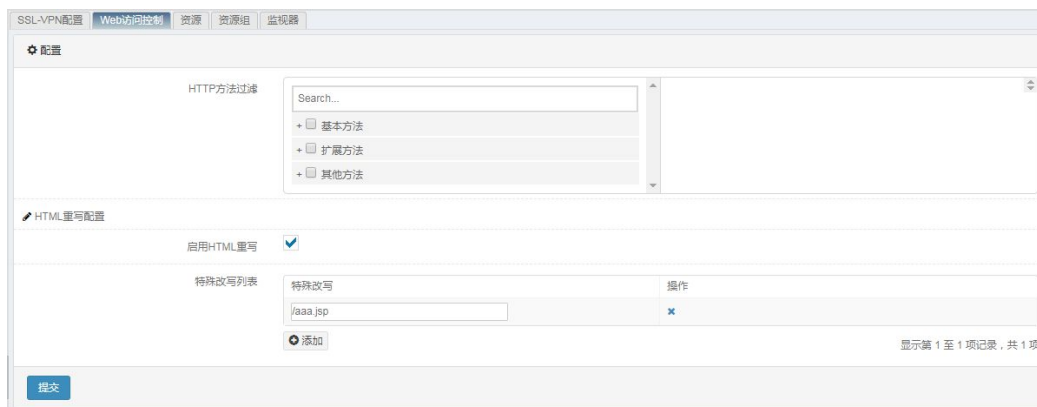 SSL-VPN配置 Web访问控制 资源 资源组 监视器
配置
HTTP方法过滤
Search...
+ 基本方法
+ 扩展方法
+ 其他方法
HTML重写配置
启用HTML重写
特殊改写列表
特殊改写 操作
/aaa.jsp
添加
显示第 1 至 1 项记录，共 1 项
提交